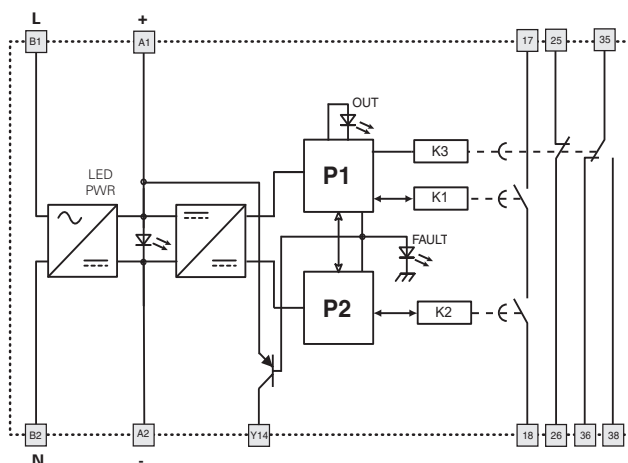 L +
B1 A1 17 25 35
OUT
K3
LED
PWR
P1
K1
FAULT
P2
K2
B2 A2 Y14 18 26 36 38
N -